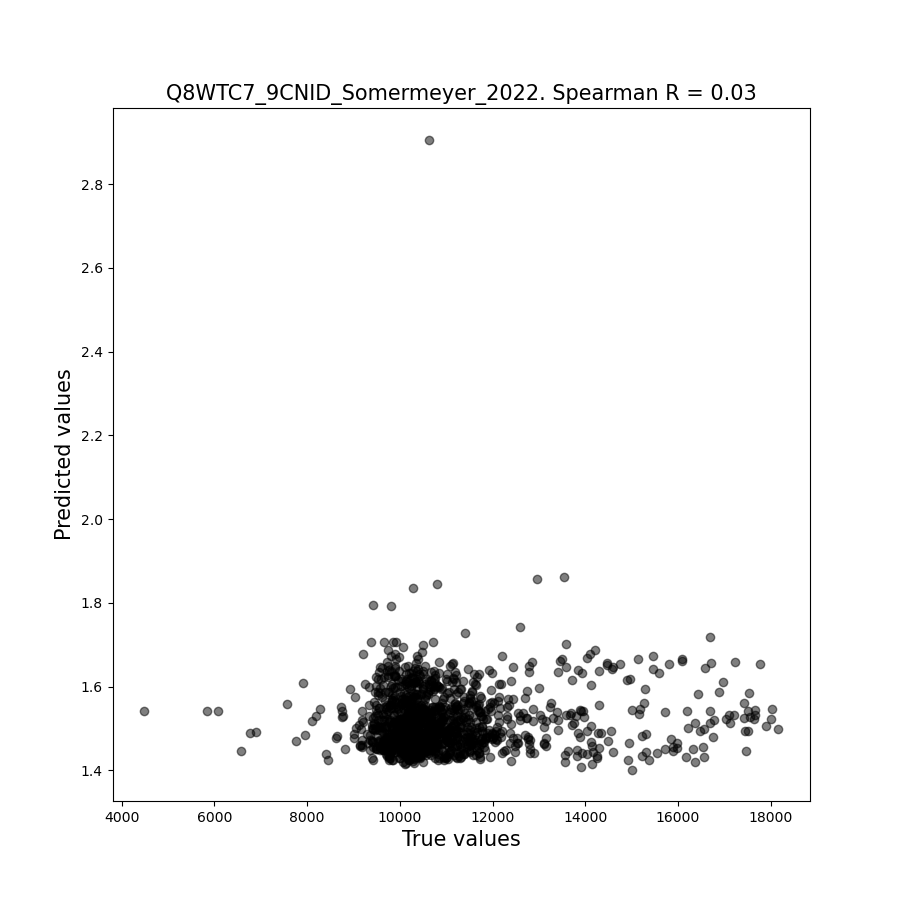 Q8WTC7_9CNID_Somermeyer_2022. Spearman R = 0.03
Predicted values
2.8
2.6
2.4
2.2
2.0
1.8
1.6
1.4
4000 6000 8000 10000 12000 14000 16000 18000
True values